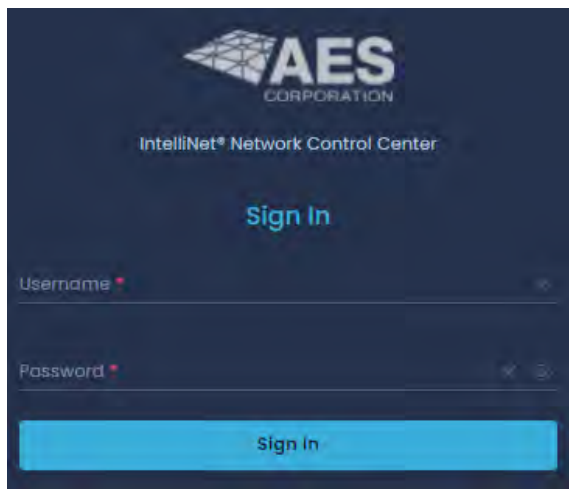 AES
CORPORATION
IntelliNet® Network Control Center
Sign In
Username *
Password *
Sign In